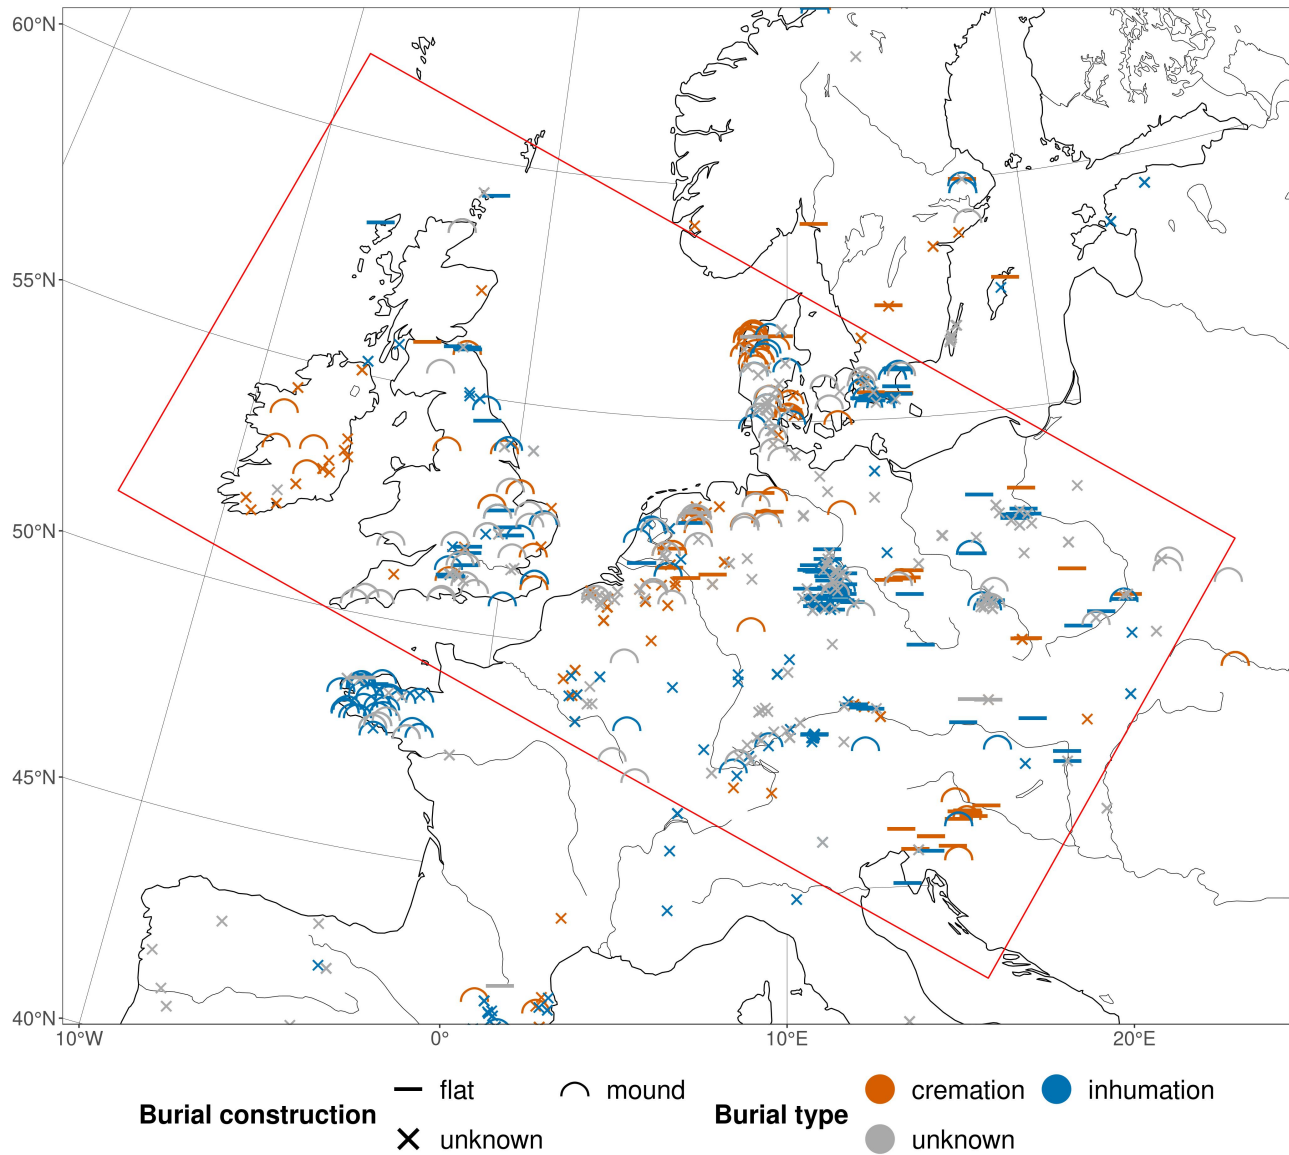 60°N
55°N
50°N
45°N
40°N
10°W 0° 10°E 20°E
flat mound cremation inhumation
Burial construction Burial type
unknown unknown